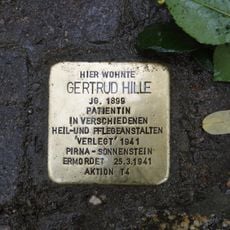 HIER WOHNTE
GERTRUD HILLE
JG. 1899
PATIENTIN
IN VERSCHIEDENEN
HEIL-UND PFLEGEANSTALTEN
'VERLEGT' 1941
PIRNA-SONNENSTEIN
ERMORDET 25.3.1941
AKTION T4